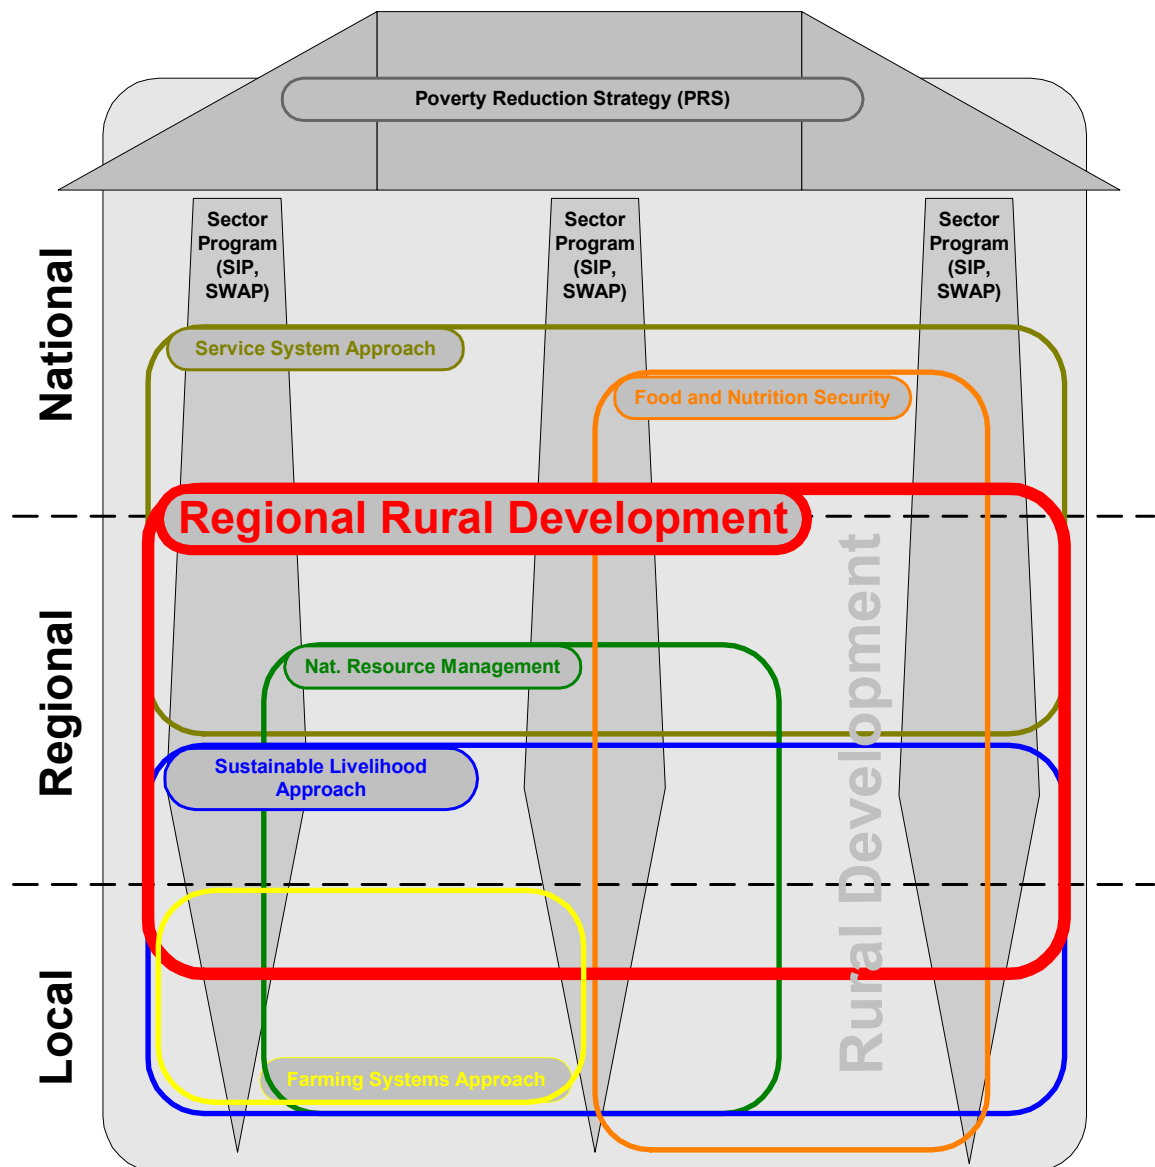 Poverty Reduction Strategy (PRS)
Sector
Program
(SIP,
SWAP)
Sector
Program
(SIP,
SWAP)
Sector
Program
(SIP,
SWAP)
National
Service System Approach
Food and Nutrition Security
Regional Rural Development
Regional
Rural Development
Nat. Resource Management
Sustainable Livelihood
Approach
Local
Farming Systems Approach